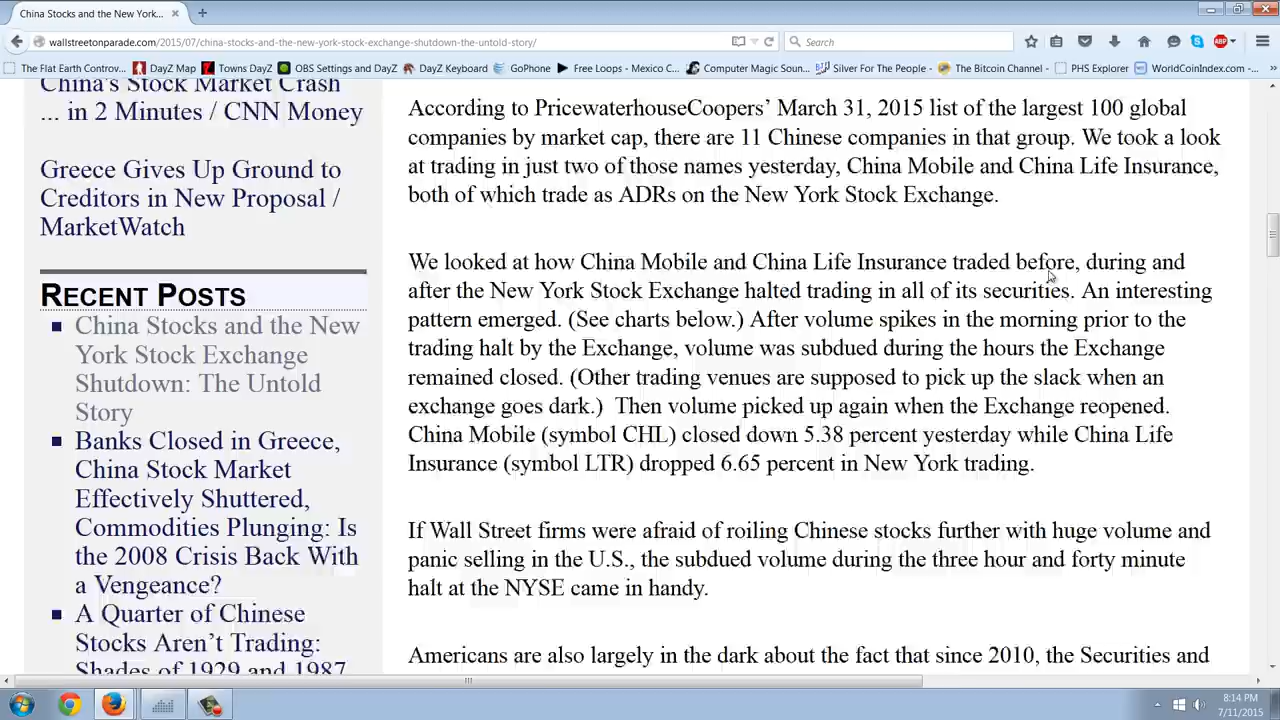 China Stocks and the New York...
wallstreetonparade.com/2015/07/china-stocks-and-the-new-york-stock-exchange-shutdown-the-untold-story/
Search
The Flat Earth Controv...
DayZ Map
Towns DayZ
OBS Settings and DayZ
DayZ Keyboard
GoPhone
Free Loops - Mexico C...
Computer Magic Soun...
Silver For The People -
The Bitcoin Channel -
PHS Explorer
WorldCoinIndex.com -
China's Stock Market Crash
... in 2 Minutes / CNN Money
Greece Gives Up Ground to
Creditors in New Proposal /
MarketWatch
RECENT POSTS
China Stocks and the New
York Stock Exchange
Shutdown: The Untold
Story
Banks Closed in Greece,
China Stock Market
Effectively Shuttered,
Commodities Plunging: Is
the 2008 Crisis Back With
a Vengeance?
A Quarter of Chinese
Stocks Aren't Trading:
Shades of 1929 and 1987
According to PricewaterhouseCoopers' March 31, 2015 list of the largest 100 global
companies by market cap, there are 11 Chinese companies in that group. We took a look
at trading in just two of those names yesterday, China Mobile and China Life Insurance,
both of which trade as ADRs on the New York Stock Exchange.
We looked at how China Mobile and China Life Insurance traded before, during and
after the New York Stock Exchange halted trading in all of its securities. An interesting
pattern emerged. (See charts below.) After volume spikes in the morning prior to the
trading halt by the Exchange, volume was subdued during the hours the Exchange
remained closed. (Other trading venues are supposed to pick up the slack when an
exchange goes dark.) Then volume picked up again when the Exchange reopened.
China Mobile (symbol CHL) closed down 5.38 percent yesterday while China Life
Insurance (symbol LTR) dropped 6.65 percent in New York trading.
If Wall Street firms were afraid of roiling Chinese stocks further with huge volume and
panic selling in the U.S., the subdued volume during the three hour and forty minute
halt at the NYSE came in handy.
Americans are also largely in the dark about the fact that since 2010, the Securities and
8:14 PM
7/11/2015